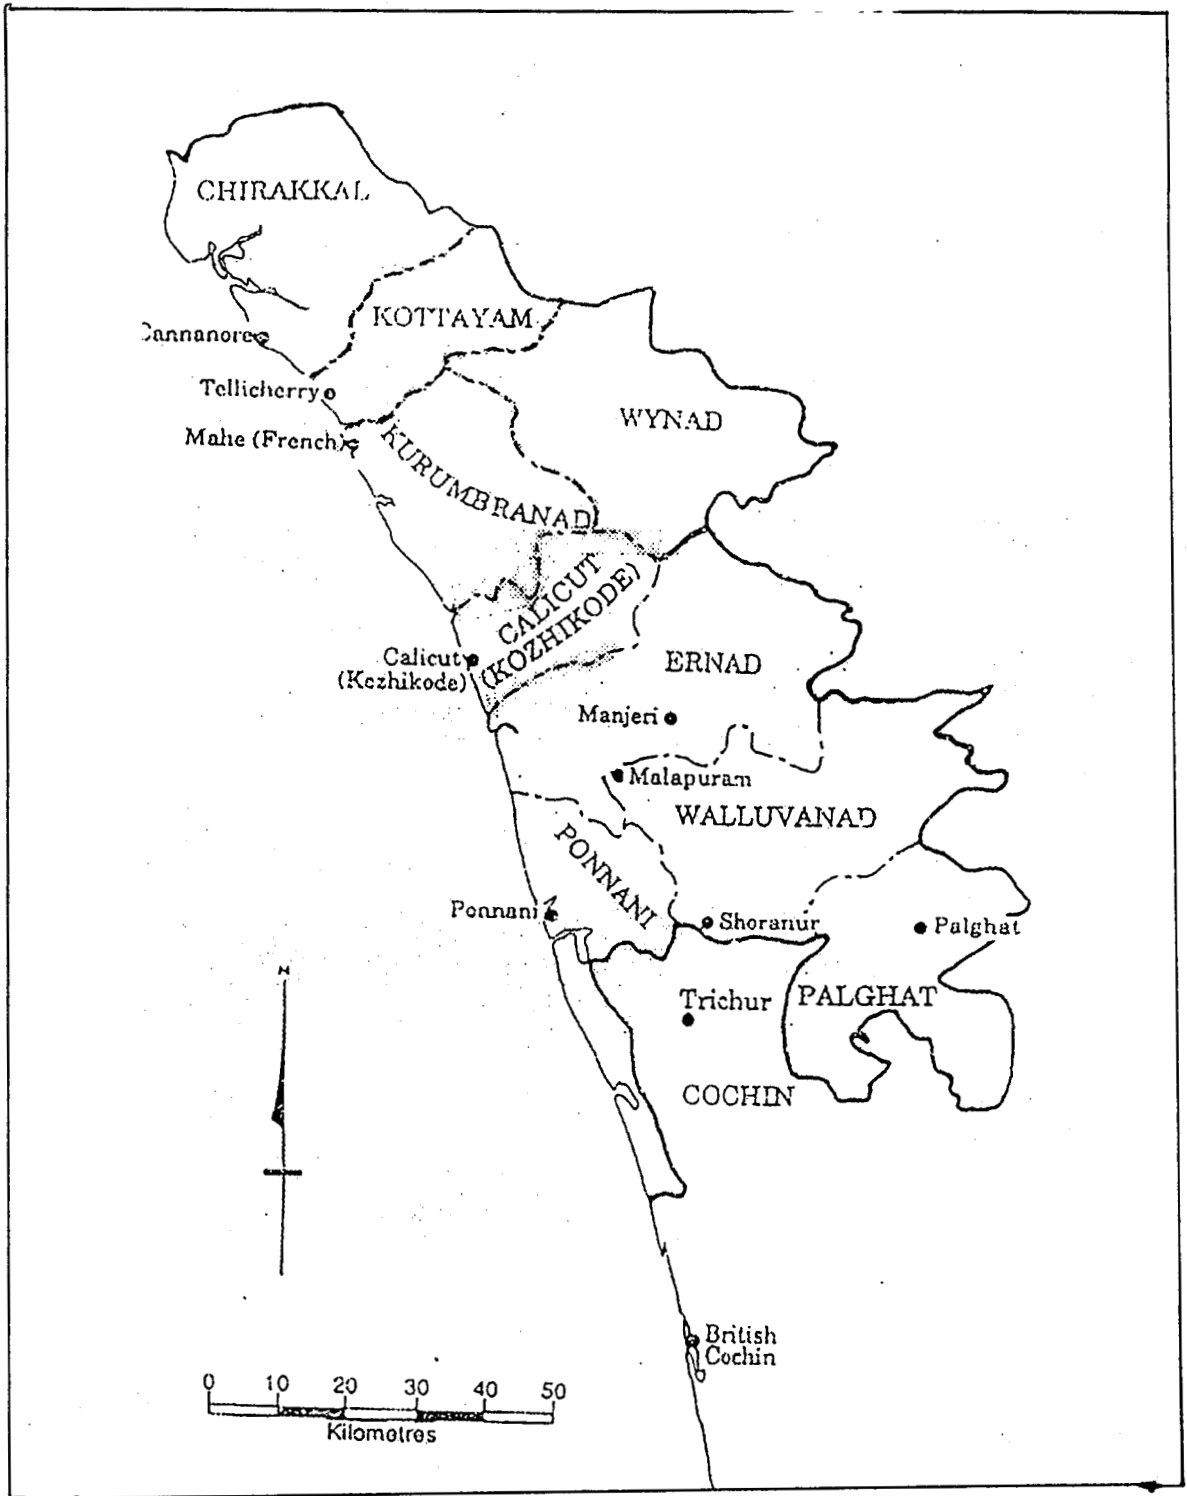 CHIRAKKAL
KOTTAYAM
Cannanore
Tellicherry
WYNAD
Mahe (French)
KURUMBRANAD
CALICUT
(KOZHIKODE)
Calicut
(Kozhikode)
ERNAD
Manjeri
Malapuram
WALLUVANAD
PONNANI
Ponnani
Shoranur
Palghat
N
Trichur
PALGHAT
COCHIN
British
Cochin
0 10 20 30 40 50
Kilometres